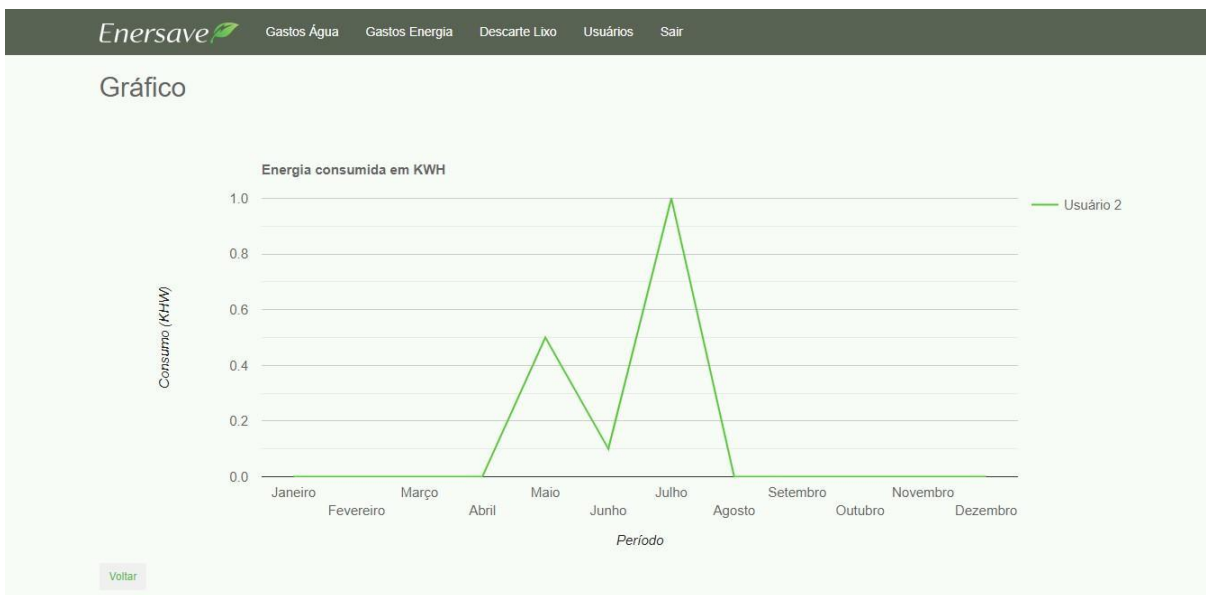 Enersave Gastos Água Gastos Energia Descarte Lixo Usuários Sair
Gráfico
Energia consumida em KWH
1.0
Usuário 2
0.8
0.6
0.4
0.2
0.0
Consumo (KHW)
Janeiro Março Maio Julho Setembro Novembro
Fevereiro Abril Junho Agosto Outubro Dezembro
Período
Voltar